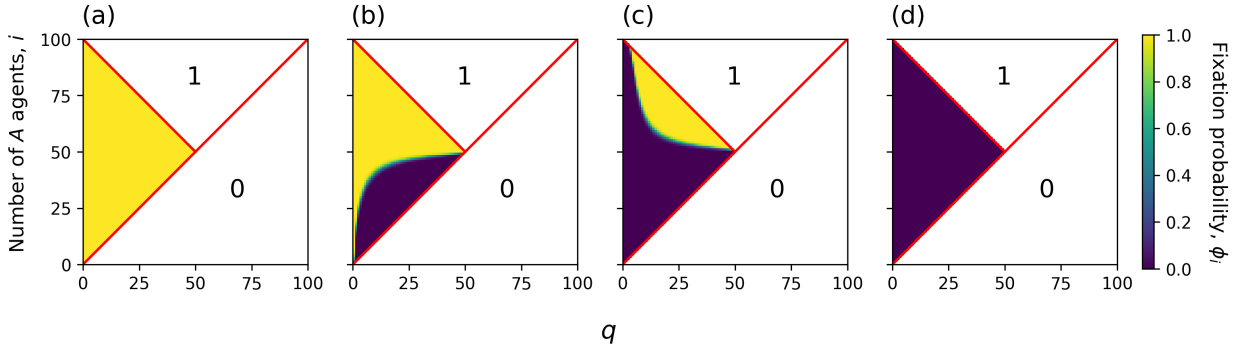 (a) (b) (c) (d)
Number of A agents, i
100
75
50
25
0
1 1 1 1
0 0 0 0
0 25 50 75 100 0 25 50 75 100 0 25 50 75 100 0 25 50 75 100
q
1.0
0.8
0.6
0.4
0.2
0.0
Fixation probability, ϕi